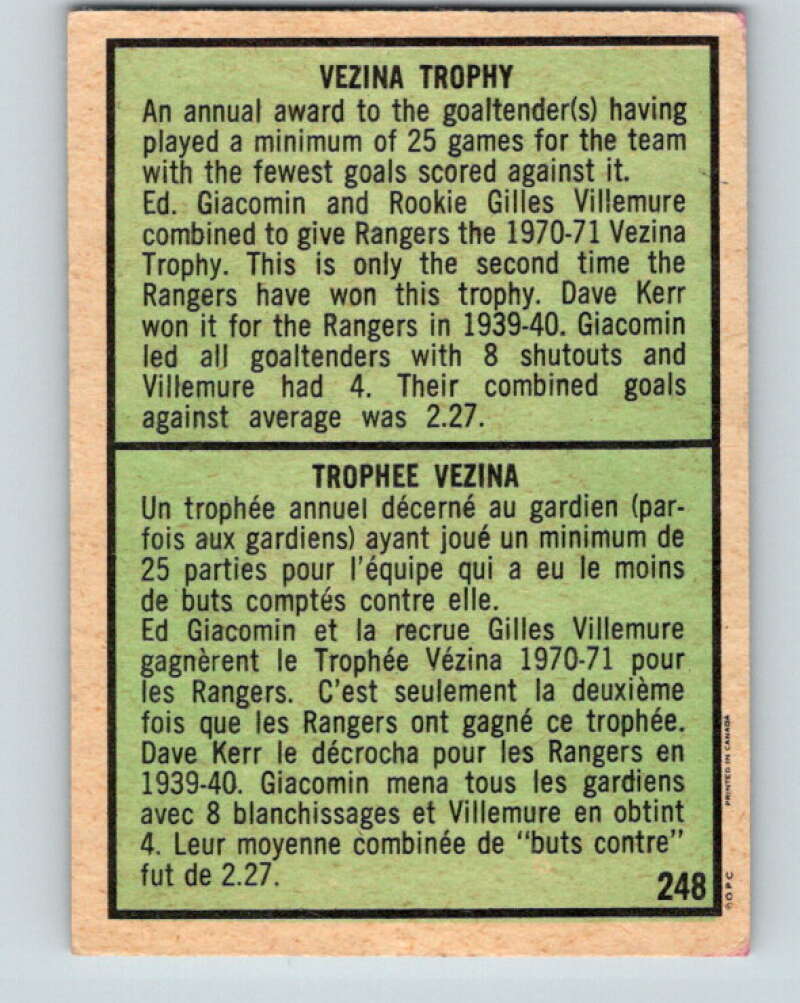 VEZINA TROPHY
An annual award to the goaltender(s) having
played a minimum of 25 games for the team
with the fewest goals scored against it.
Ed. Giacomin and Rookie Gilles Villemure
combined to give Rangers the 1970-71 Vezina
Trophy. This is only the second time the
Rangers have won this trophy. Dave Kerr
won it for the Rangers in 1939-40. Giacomin
led all goaltenders with 8 shutouts and
Villemure had 4. Their combined goals
against average was 2.27.
TROPHEE VEZINA
Un trophée annuel décerné au gardien (par-
fois aux gardiens) ayant joué un minimum de
25 parties pour l'équipe qui a eu le moins
de buts comptés contre elle.
Ed Giacomin et la recrue Gilles Villemure
gagnèrent le Trophée Vézina 1970-71 pour
les Rangers. C'est seulement la deuxième
fois que les Rangers ont gagné ce trophée.
Dave Kerr le décrocha pour les Rangers en
1939-40. Giacomin mena tous les gardiens
avec 8 blanchissages et Villemure en obtint
4. Leur moyenne combinée de "buts contre"
fut de 2.27.
248
©O.P.C.
PRINTED IN CANADA